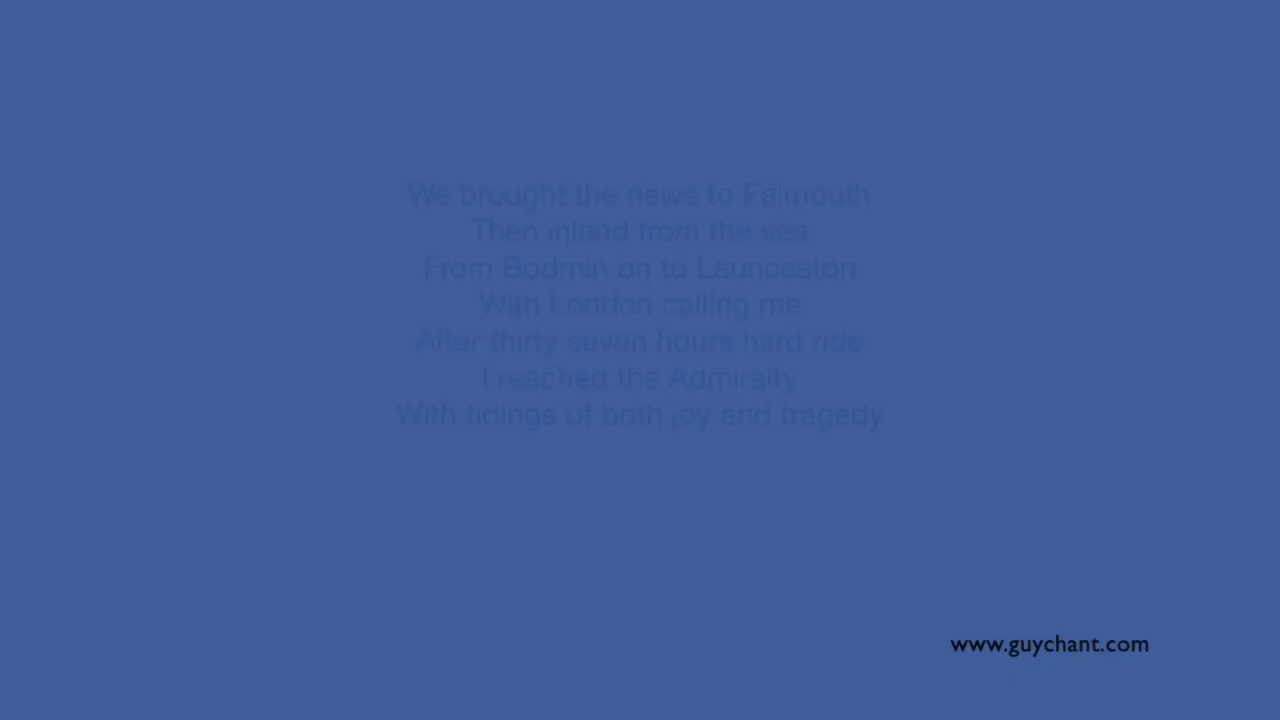 We brought the news to Falmouth
Then inland from the sea
From Bodmin on to Launceston
With London calling me
After thirty seven hours hard ride
I reached the Admiralty
With tidings of both joy and tragedy
www.guychant.com